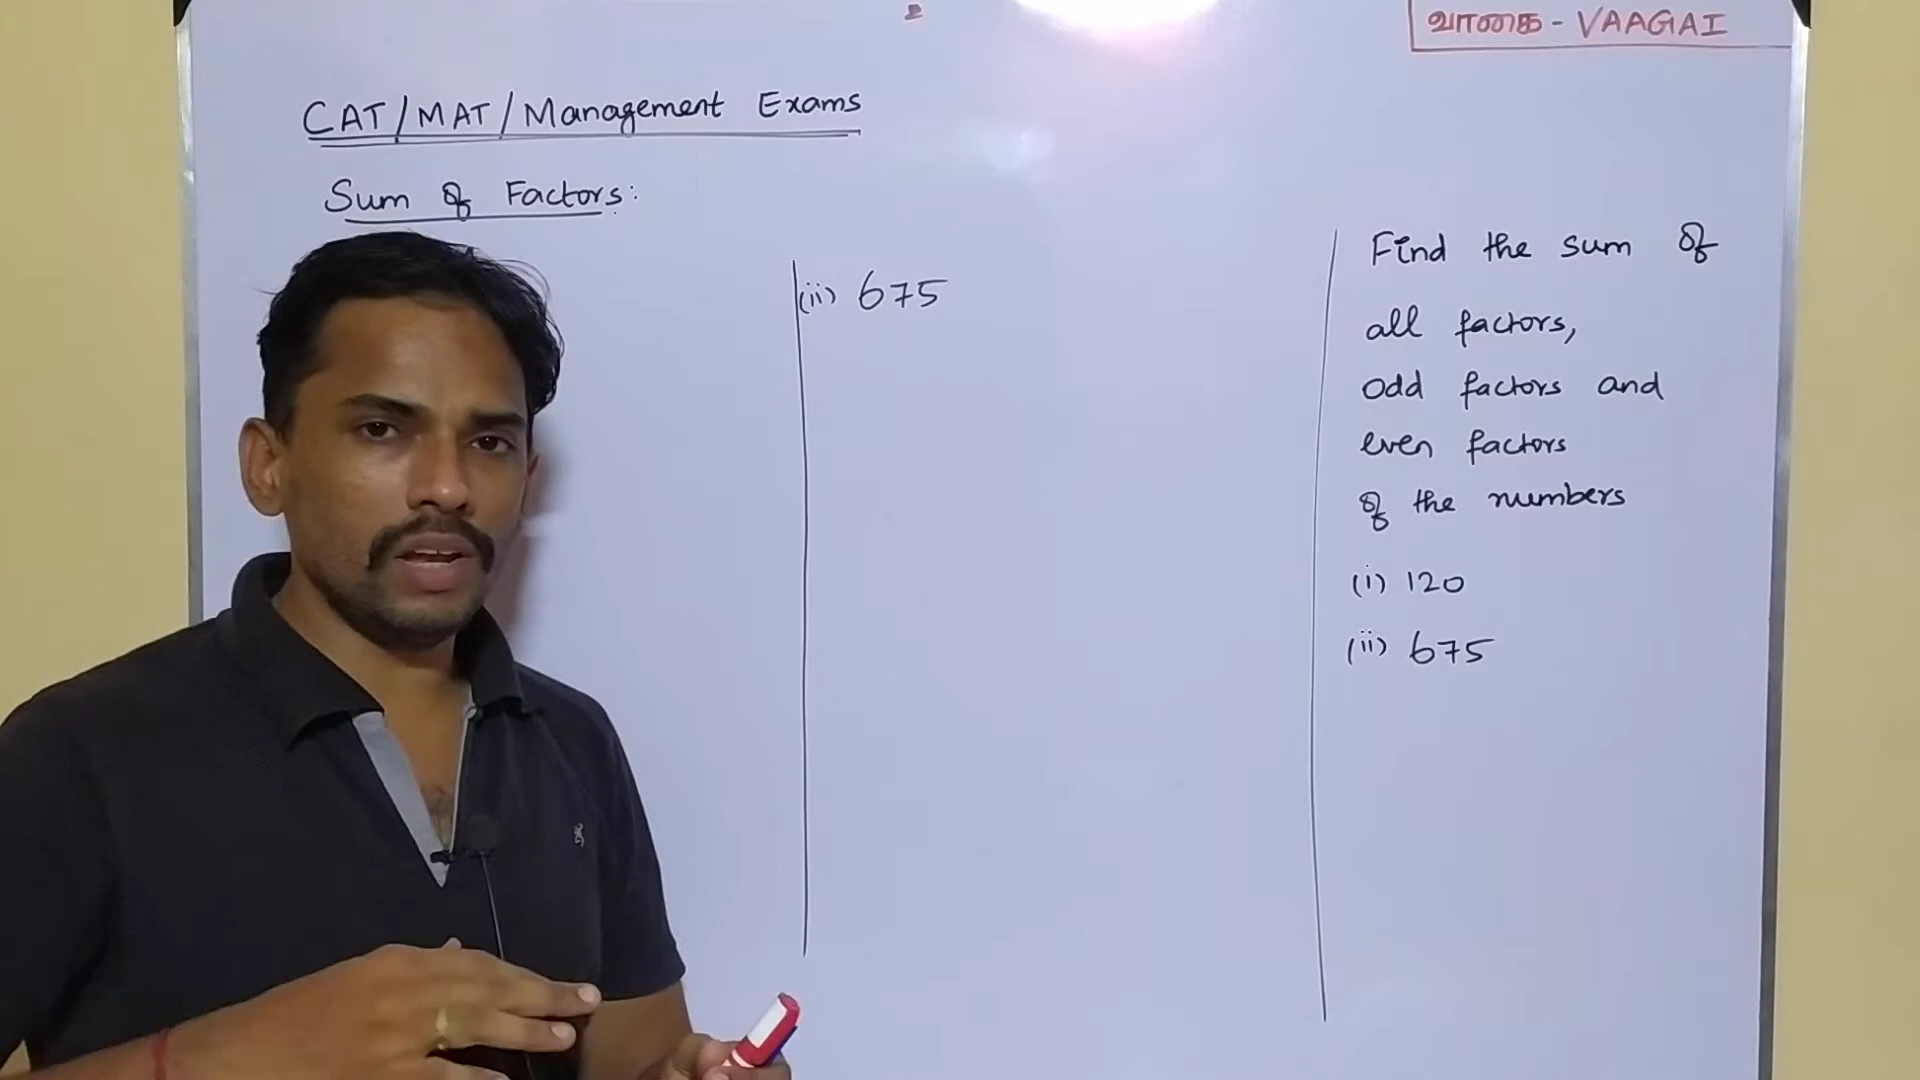 வாகை - VAAGAI
CAT/MAT/Management Exams
Sum of Factors:
(ii) 675
Find the sum of
all factors,
odd factors and
even factors
of the numbers
(i) 120
(ii) 675